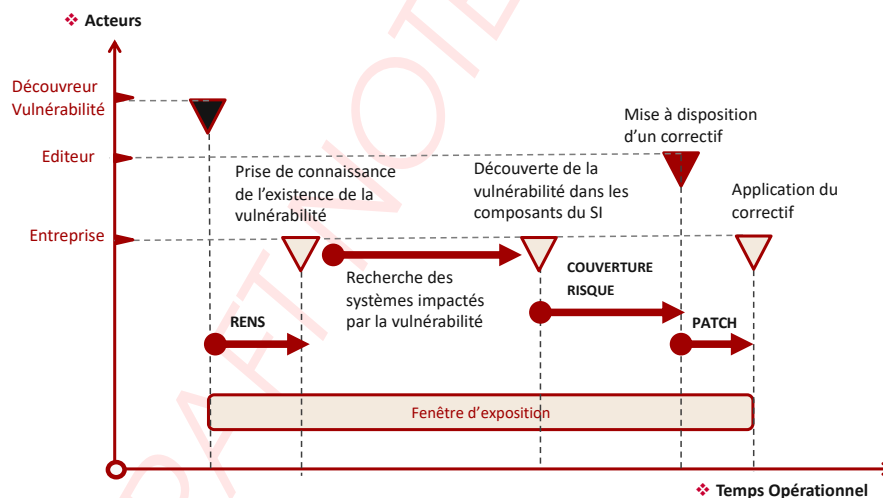 ❖ Acteurs
Découvreur
Vulnérabilité
Editeur
Entreprise
Prise de connaissance
de l'existence de la
vulnérabilité
Découverte de la
vulnérabilité dans les
composants du SI
Mise à disposition
d'un correctif
Application du
correctif
Recherche des
systèmes impactés
par la vulnérabilité
COUVERTURE
RISQUE
RENS
PATCH
Fenêtre d'exposition
❖ Temps Opérationnel